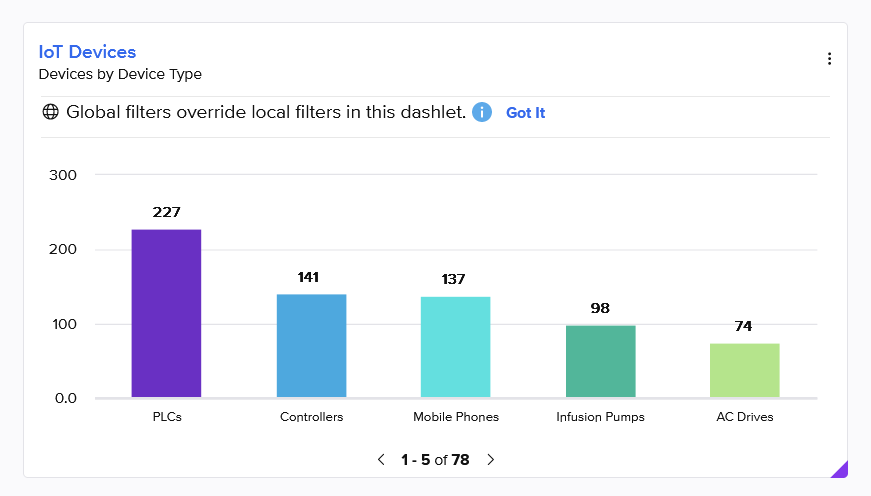 IoT Devices
Devices by Device Type
Global filters override local filters in this dashlet. i Got It
300
200
100
0.0
227
141
137
98
74
PLCs
Controllers
Mobile Phones
Infusion Pumps
AC Drives
1 - 5 of 78